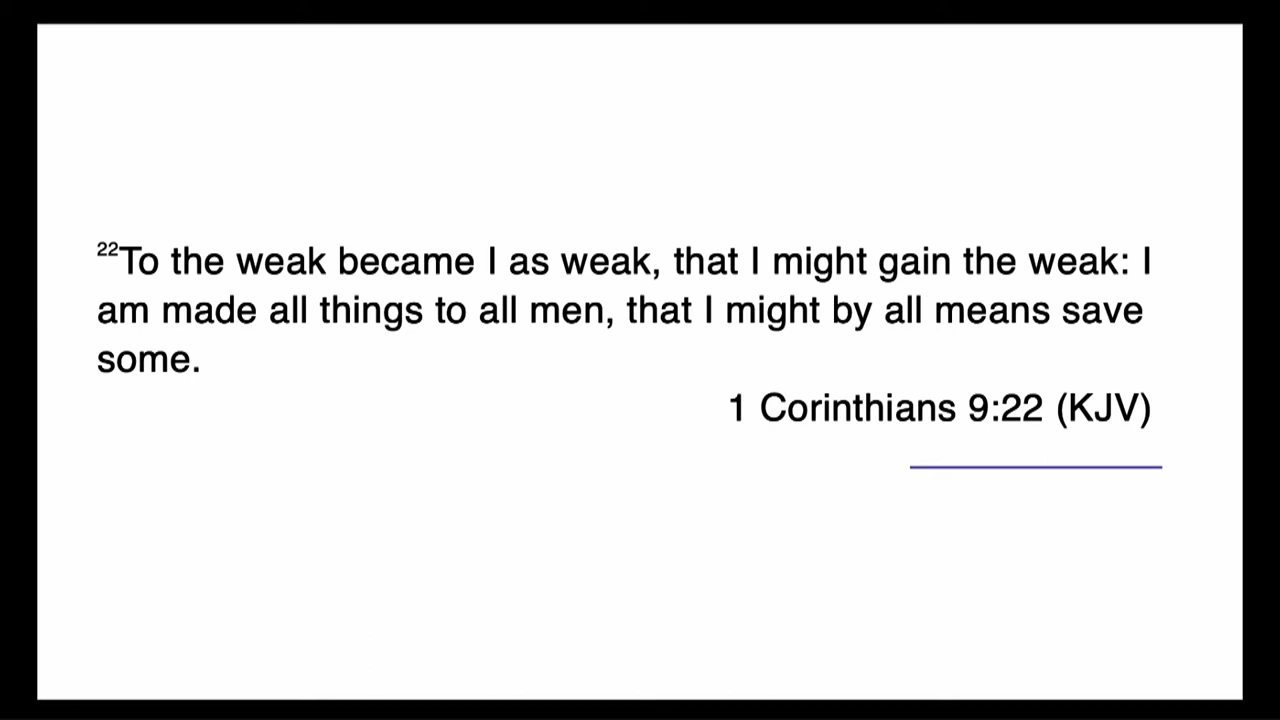 22To the weak became I as weak, that I might gain the weak: I
am made all things to all men, that I might by all means save
some.
1 Corinthians 9:22 (KJV)